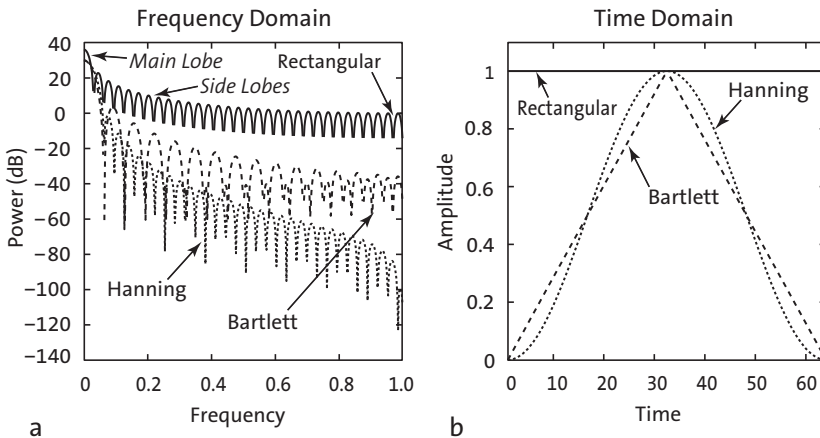 Frequency Domain
40
20
0
−20
−40
−60
−80
−100
−120
−140
Power (dB)
Main Lobe
Side Lobes
Rectangular
Hanning
Bartlett
0 0.2 0.4 0.6 0.8 1.0
Frequency
a
Time Domain
1
0.8
0.6
0.4
0.2
0
Amplitude
Rectangular
Hanning
Bartlett
0 10 20 30 40 50 60
Time
b